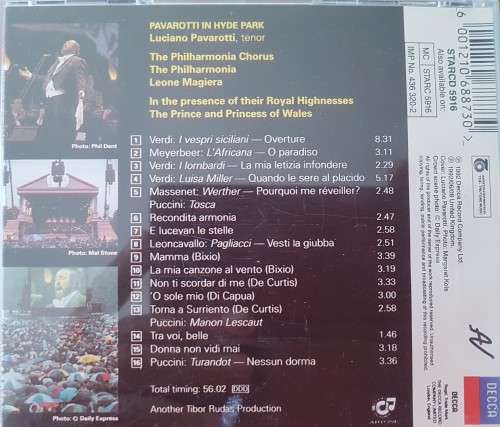 PAVAROTTI IN HYDE PARK
Luciano Pavarotti, tenor
The Philharmonia Chorus
The Philharmonia
Leone Magiera
In the presence of their Royal Highnesses
The Prince and Princess of Wales
1 Verdi: I vespri siciliani — Overture 8.31
2 Meyerbeer: L'Africana — O paradiso 3.11
3 Verdi: I lombardi — La mia letizia infondere 2.29
4 Verdi: Luisa Miller — Quando le sere al placido 5.17
5 Massenet: Werther — Pourquoi me réveiller? 2.48
Puccini: Tosca
6 Recondita armonia 2.47
7 E lucevan le stelle 2.58
8 Leoncavallo: Pagliacci — Vesti la giubba 2.51
9 Mamma (Bixio) 3.39
10 La mia canzone al vento (Bixio) 3.19
11 Non ti scordar di me (De Curtis) 3.33
12 'O sole mio (Di Capua) 3.00
13 Torna a Surriento (De Curtis) 2.58
Puccini: Manon Lescaut
14 Tra voi, belle 1.46
15 Donna non vidi mai 3.18
16 Puccini: Turandot — Nessun dorma 3.36
Total timing: 56.02 DDD
Another Tibor Rudas Production
Photo: Phil Dent
Photo: Mal Stone
Photo: © Daily Express
6 001210 688730
STARCD 5916
Also available on:
MC STARC 5916
IMP No. 436 320-2
DECCA